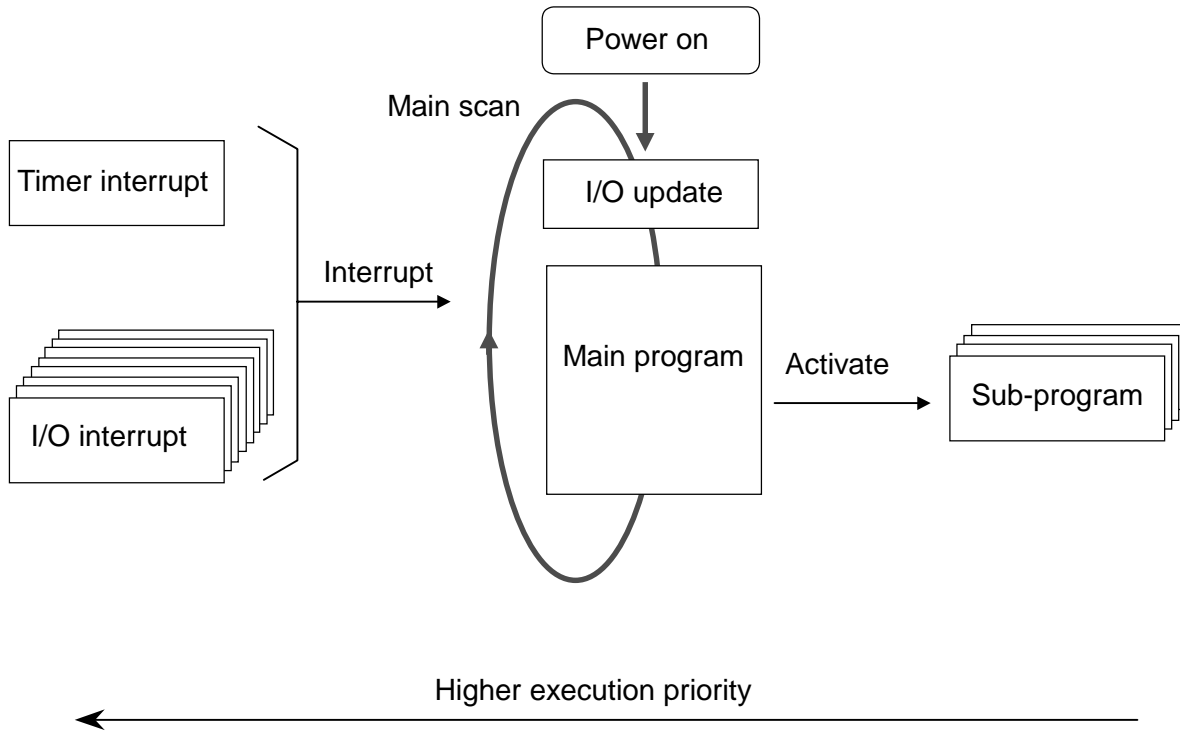 Power on
Main scan
Timer interrupt
I/O update
Interrupt
Main program
Activate
Sub-program
I/O interrupt
Higher execution priority